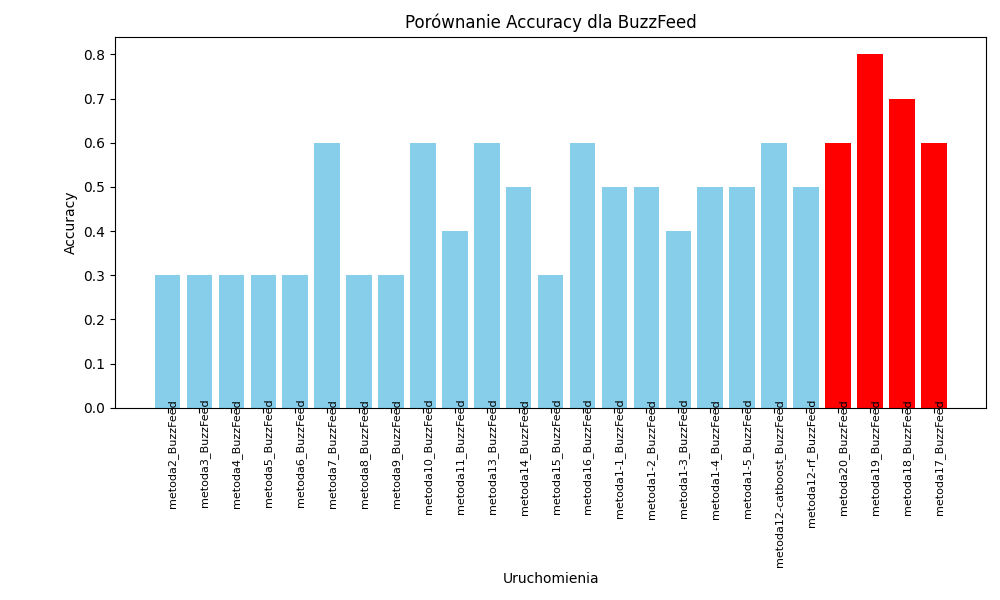 Porównanie Accuracy dla BuzzFeed
Accuracy
0.8
0.7
0.6
0.5
0.4
0.3
0.2
0.1
0.0
metoda2_BuzzFeed
metoda3_BuzzFeed
metoda4_BuzzFeed
metoda5_BuzzFeed
metoda6_BuzzFeed
metoda7_BuzzFeed
metoda8_BuzzFeed
metoda9_BuzzFeed
metoda10_BuzzFeed
metoda11_BuzzFeed
metoda13_BuzzFeed
metoda14_BuzzFeed
metoda15_BuzzFeed
metoda16_BuzzFeed
metoda1-1_BuzzFeed
metoda1-2_BuzzFeed
metoda1-3_BuzzFeed
metoda1-4_BuzzFeed
metoda1-5_BuzzFeed
metoda12-catboost_BuzzFeed
metoda12-rf_BuzzFeed
metoda20_BuzzFeed
metoda19_BuzzFeed
metoda18_BuzzFeed
metoda17_BuzzFeed
Uruchomienia